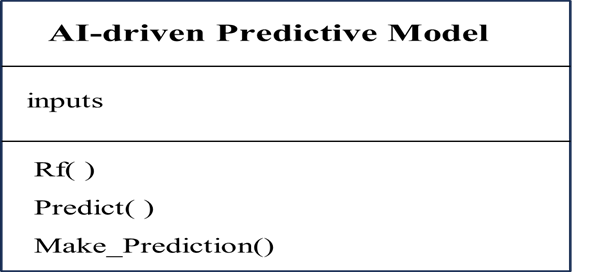 AI-driven Predictive Model
inputs
Rf( )
Predict( )
Make_Prediction()